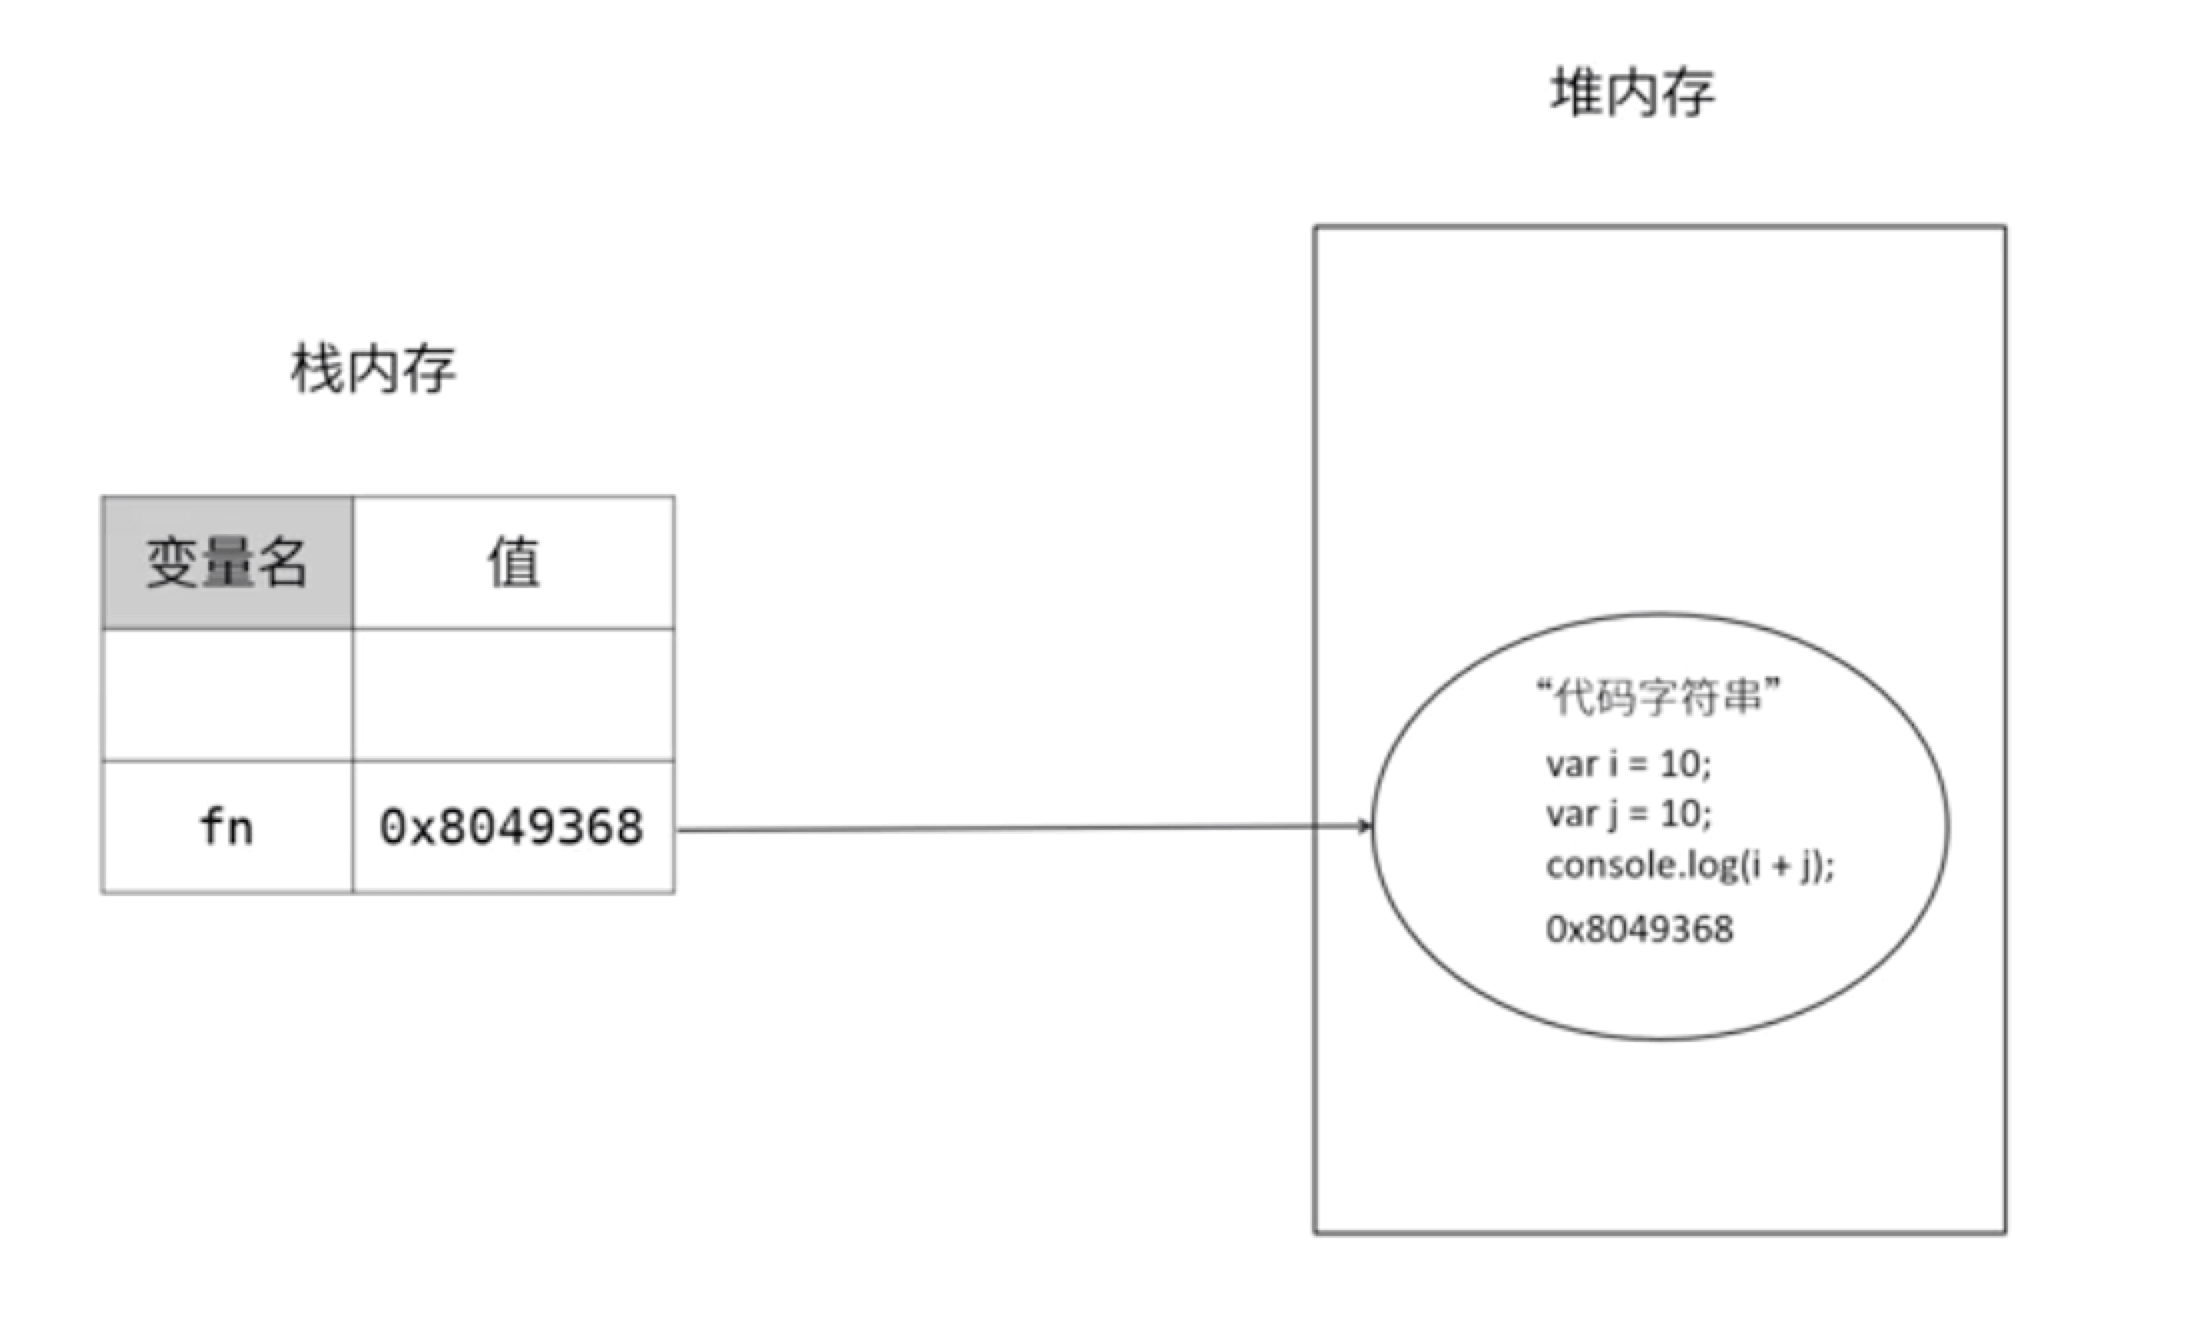 堆内存
栈内存
变量名 值
fn 0x8049368
“代码字符串”
var i = 10;
var j = 10;
console.log(i + j);
0x8049368